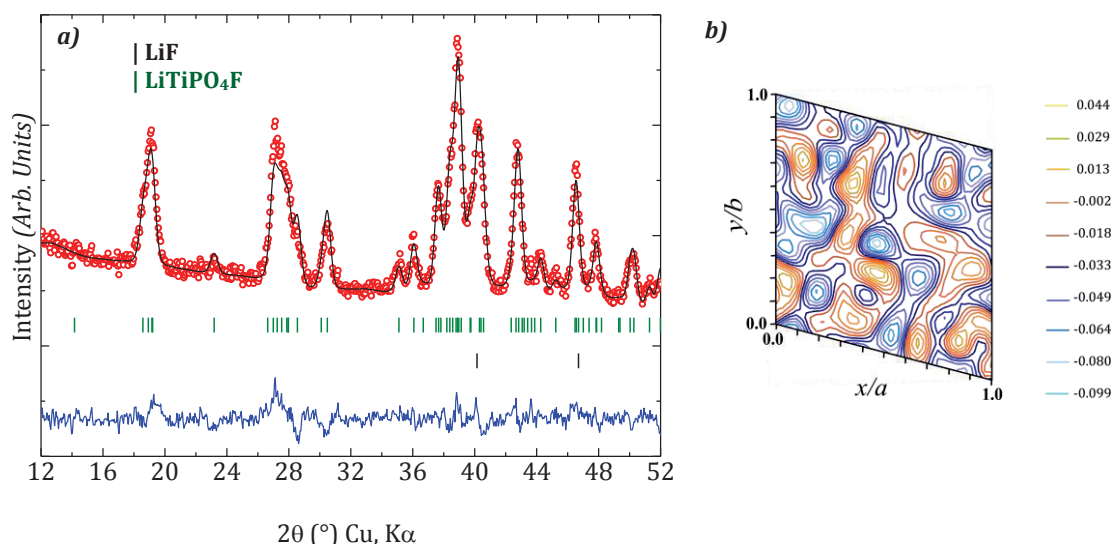 a)
| LiF
| LiTiPO₄F
Intensity (Arb. Units)
12 16 20 24 28 32 36 40 44 48 52
2θ (°) Cu, Kα
b)
1.0
y/b
0.0
x/a
1.0
0.044
0.029
0.013
-0.002
-0.018
-0.033
-0.049
-0.064
-0.080
-0.099